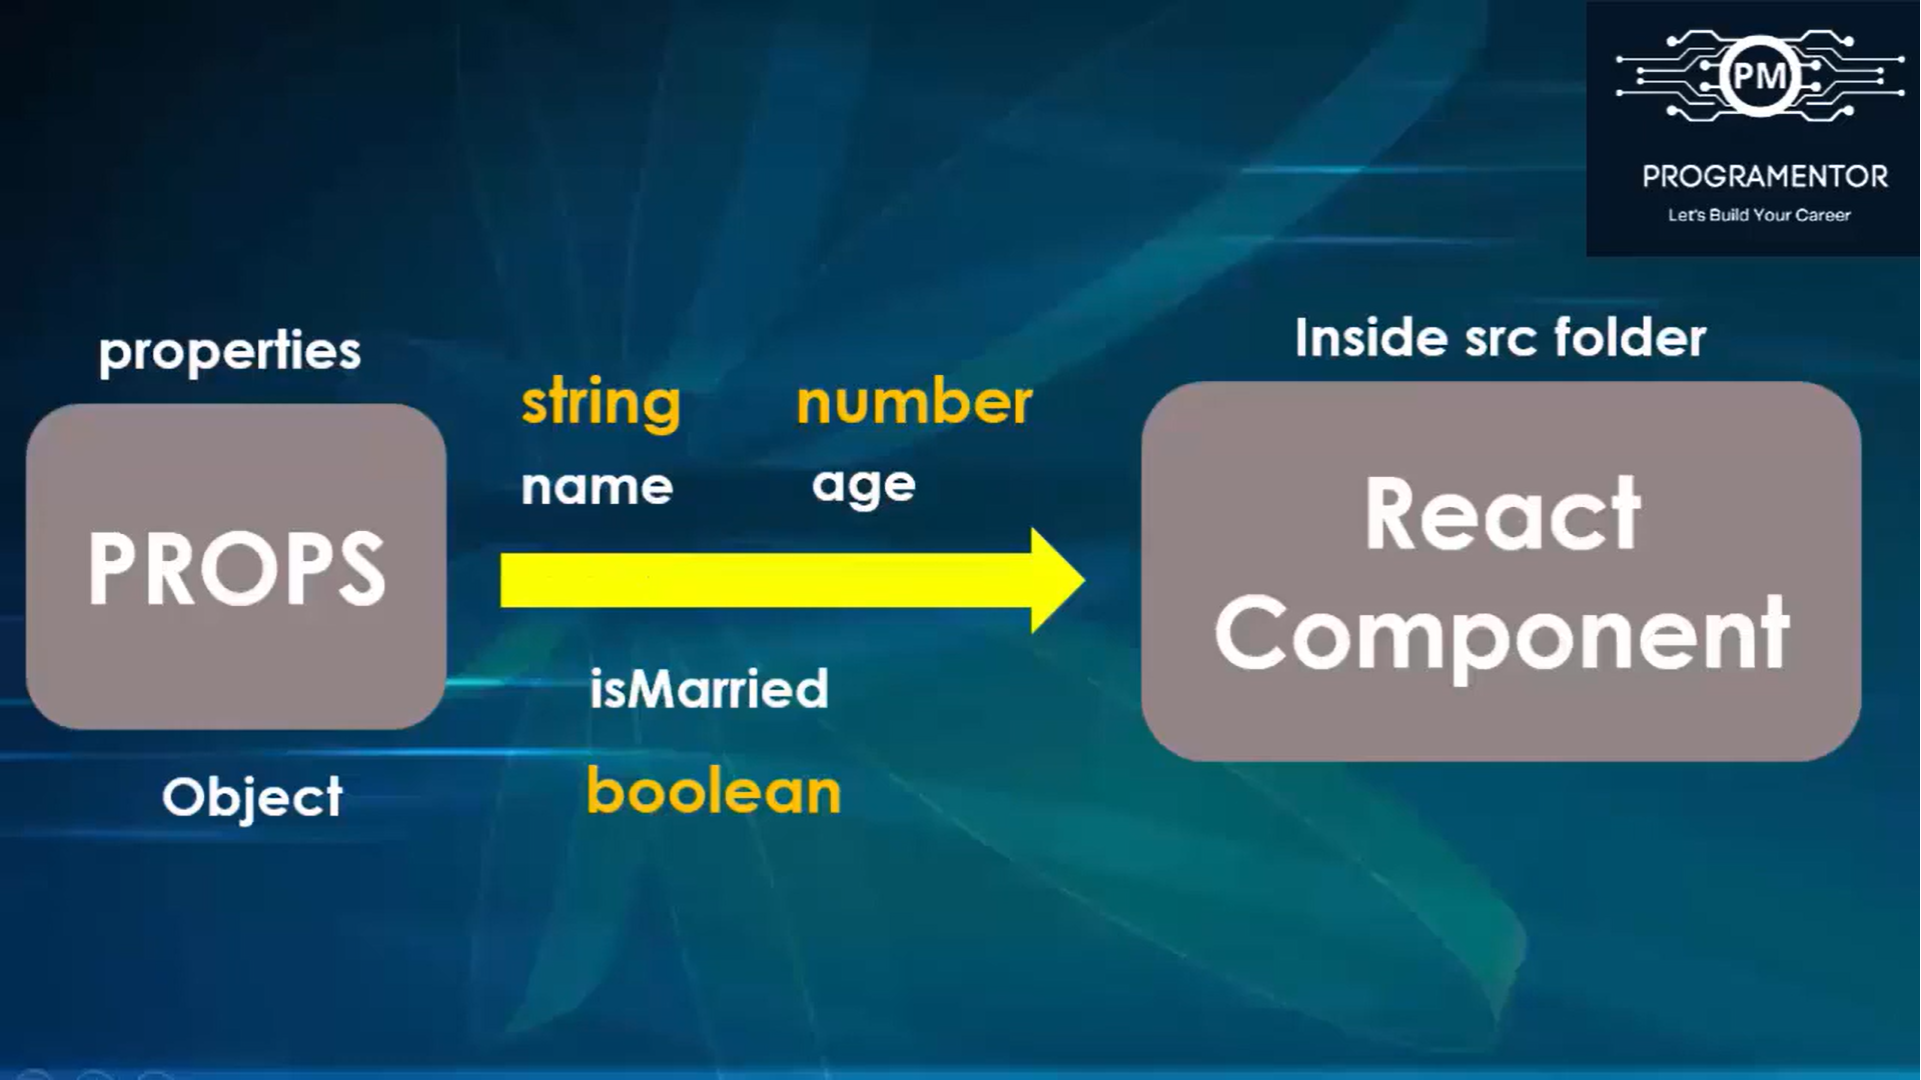 PM
PROGRAMENTOR
Let's Build Your Career
properties
PROPS
Object
string number
name age
isMarried
boolean
Inside src folder
React
Component